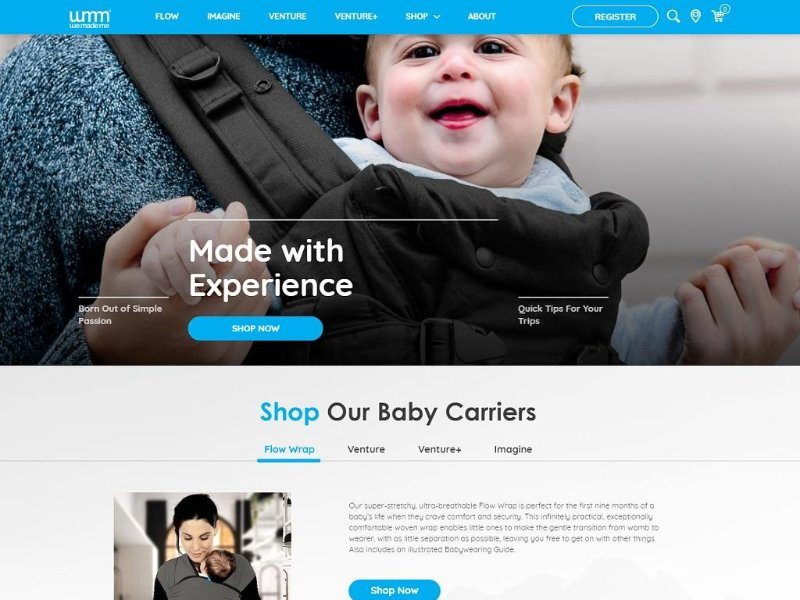 wmm
we made me
FLOW
IMAGINE
VENTURE
VENTURE+
SHOP
ABOUT
REGISTER
0
Made with
Experience
SHOP NOW
Born Out of Simple
Passion
Quick Tips For Your
Trips
Shop Our Baby Carriers
Flow Wrap
Venture
Venture+
Imagine
Our super-stretchy, ultra-breathable Flow Wrap is perfect for the first nine months of a
baby's life when they crave comfort and security. This infinitely practical, exceptionally
comfortable woven wrap enables little ones to make the gentle transition from womb to
wearer, with as little separation as possible, leaving you free to get on with other things.
Also includes an illustrated Babywearing Guide.
Shop Now